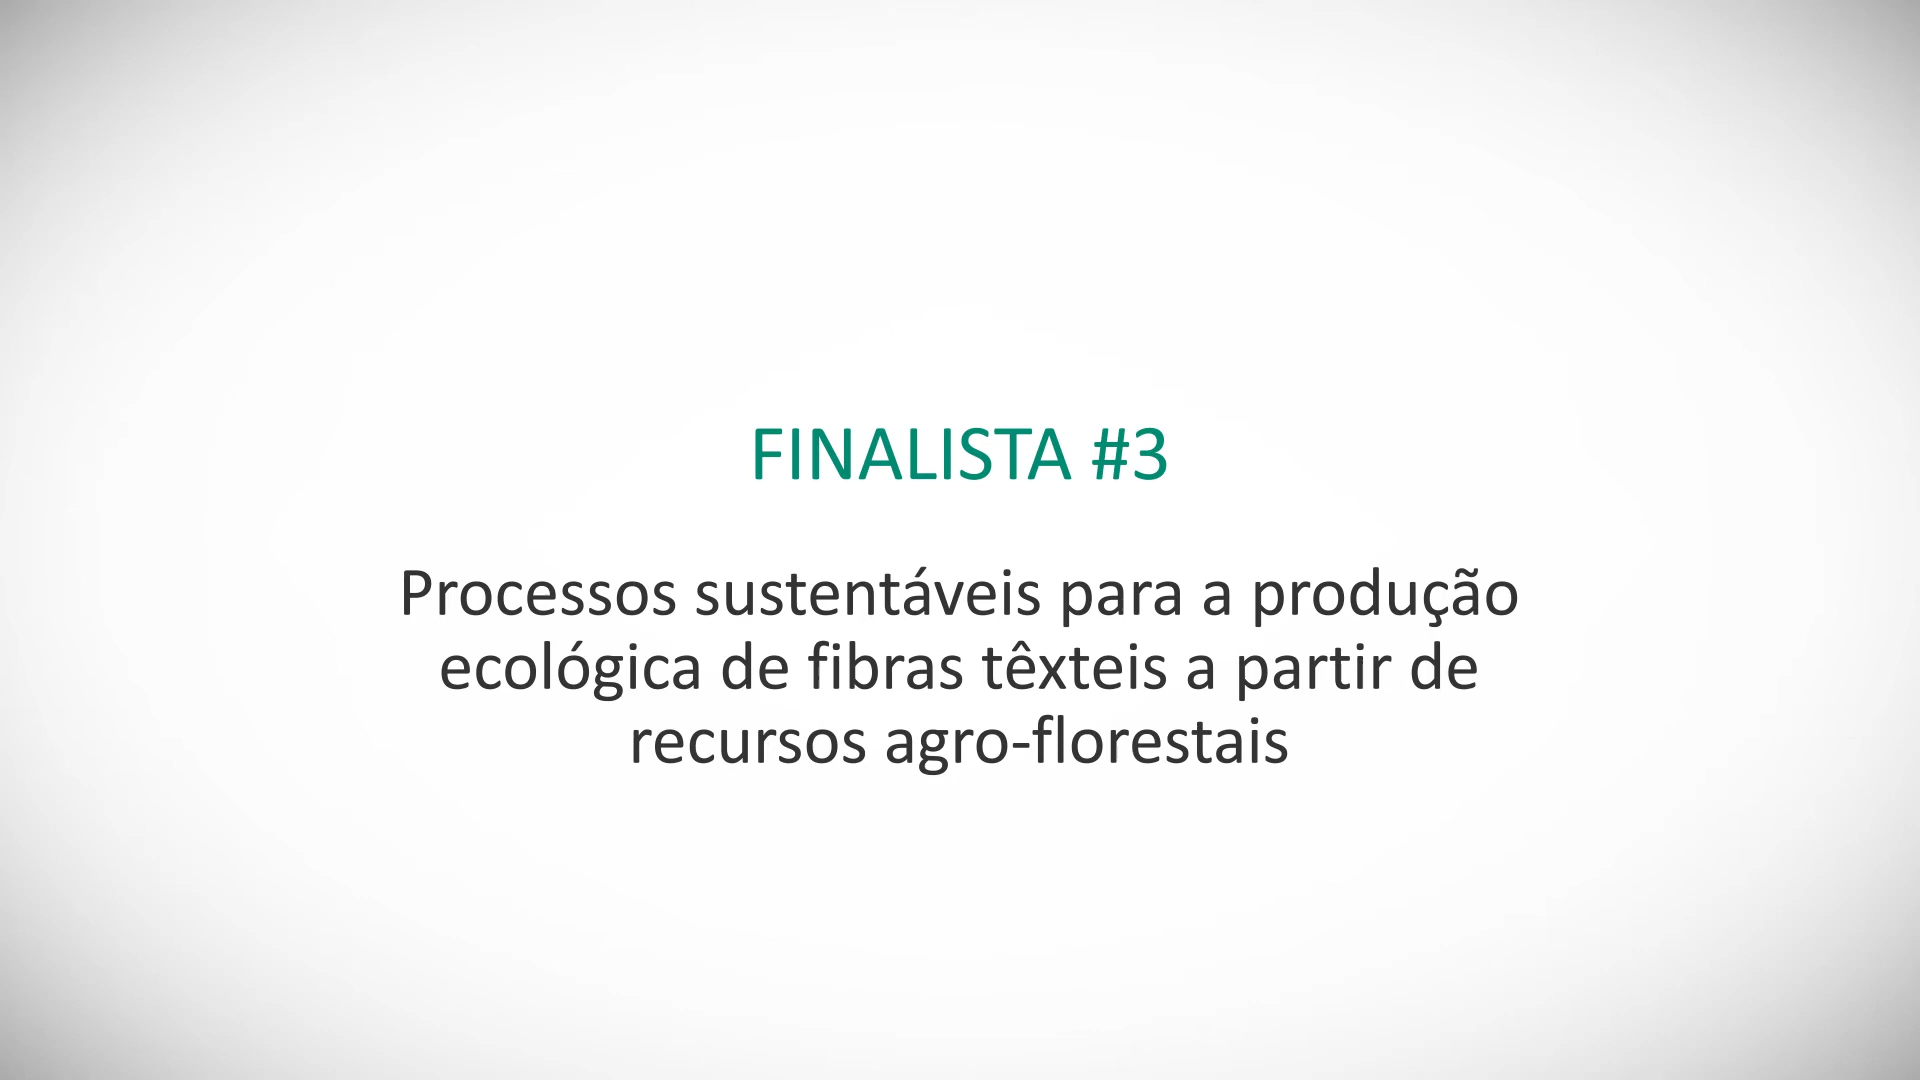 FINALISTA #3
Processos sustentáveis para a produção
ecológica de fibras têxteis a partir de
recursos agro-florestais